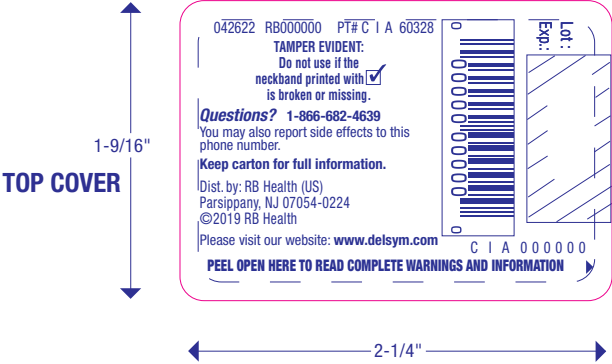 042622 RB000000 PT# C I A 60328
TAMPER EVIDENT:
Do not use if the
neckband printed with ☑
is broken or missing.
Questions? 1-866-682-4639
You may also report side effects to this
phone number.
Keep carton for full information.
Dist. by: RB Health (US)
Parsippany, NJ 07054-0224
©2019 RB Health
Please visit our website: www.delsym.com
PEEL OPEN HERE TO READ COMPLETE WARNINGS AND INFORMATION
Lot:
Exp.:
C I A 000000
1-9/16"
TOP COVER
2-1/4"